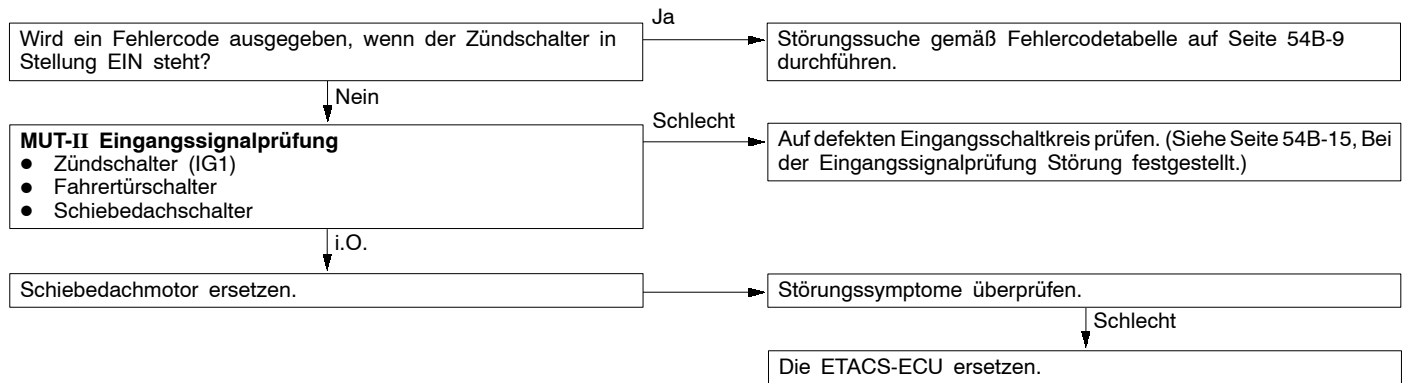 Wird ein Fehlercode ausgegeben, wenn der Zündschalter in
Stellung EIN steht?
Ja
Störungssuche gemäß Fehlercodetabelle auf Seite 54B-9
durchführen.
Nein
MUT-II Eingangssignalprüfung
● Zündschalter (IG1)
● Fahrertürschalter
● Schiebedachschalter
Schlecht
Auf defekten Eingangsschaltkreis prüfen. (Siehe Seite 54B-15, Bei
der Eingangssignalprüfung Störung festgestellt.)
i.O.
Schiebedachmotor ersetzen.
Störungssymptome überprüfen.
Schlecht
Die ETACS-ECU ersetzen.